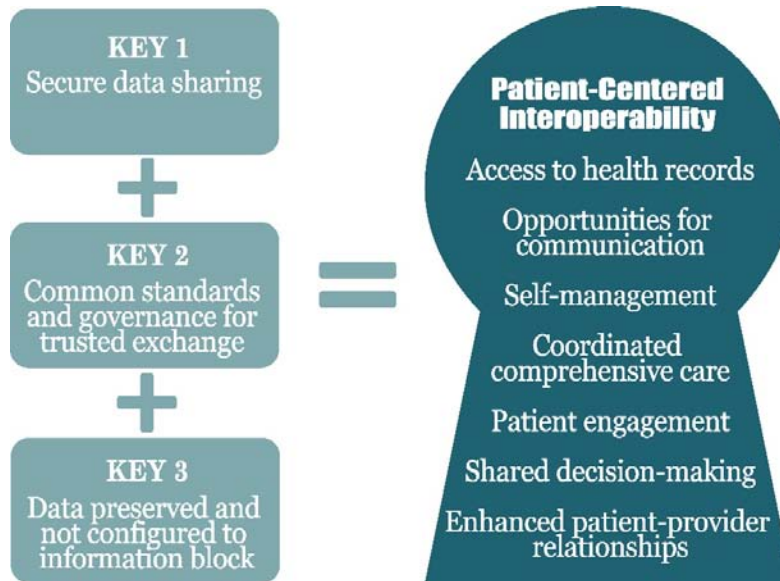 KEY 1
Secure data sharing
+
KEY 2
Common standards
and governance for
trusted exchange
+
KEY 3
Data preserved and
not configured to
information block
=
Patient-Centered
Interoperability
Access to health records
Opportunities for
communication
Self-management
Coordinated
comprehensive care
Patient engagement
Shared decision-making
Enhanced patient-provider
relationships